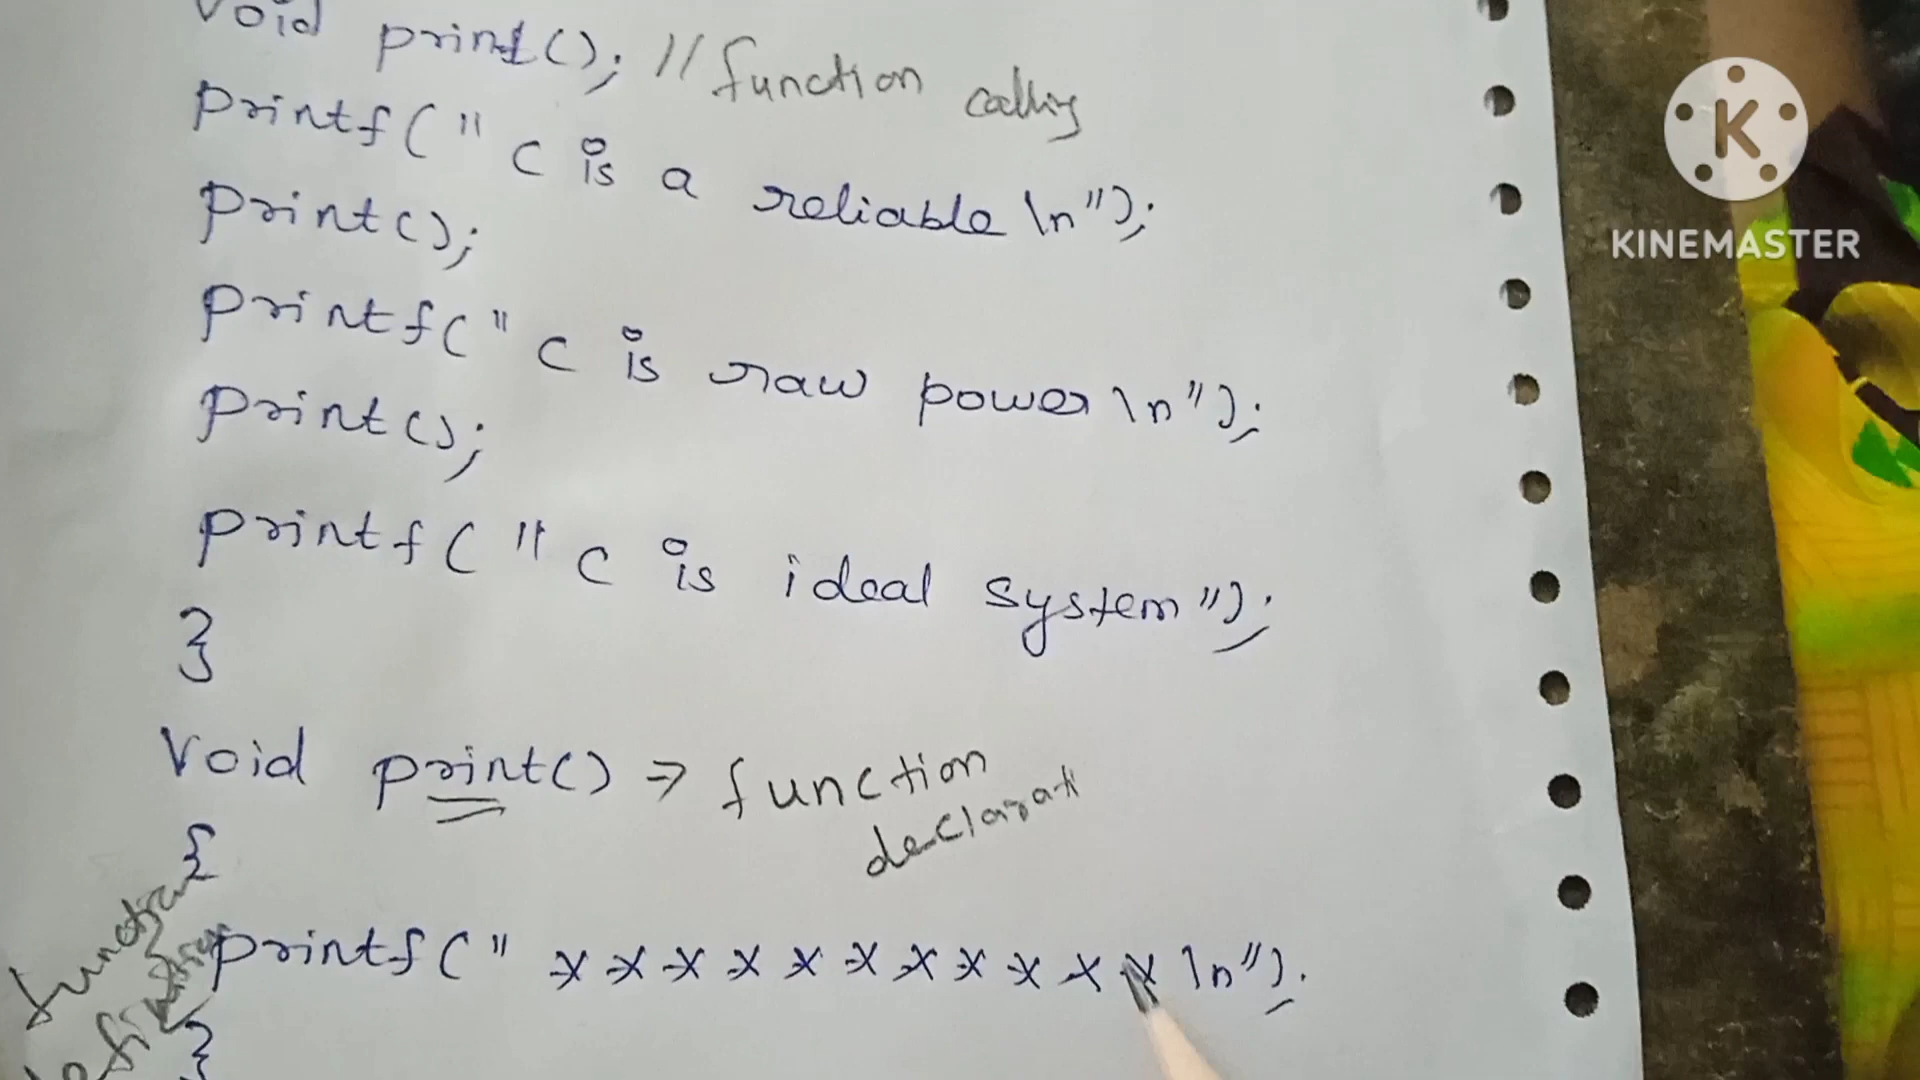 void print(); // function calling
printf(" C is a reliable \n");
print();
printf(" C is raw power \n");
print();
printf(" C is ideal system");
}
void print() => function
declarati
{
function
printf(" *********** \n");
}
K
KINEMASTER